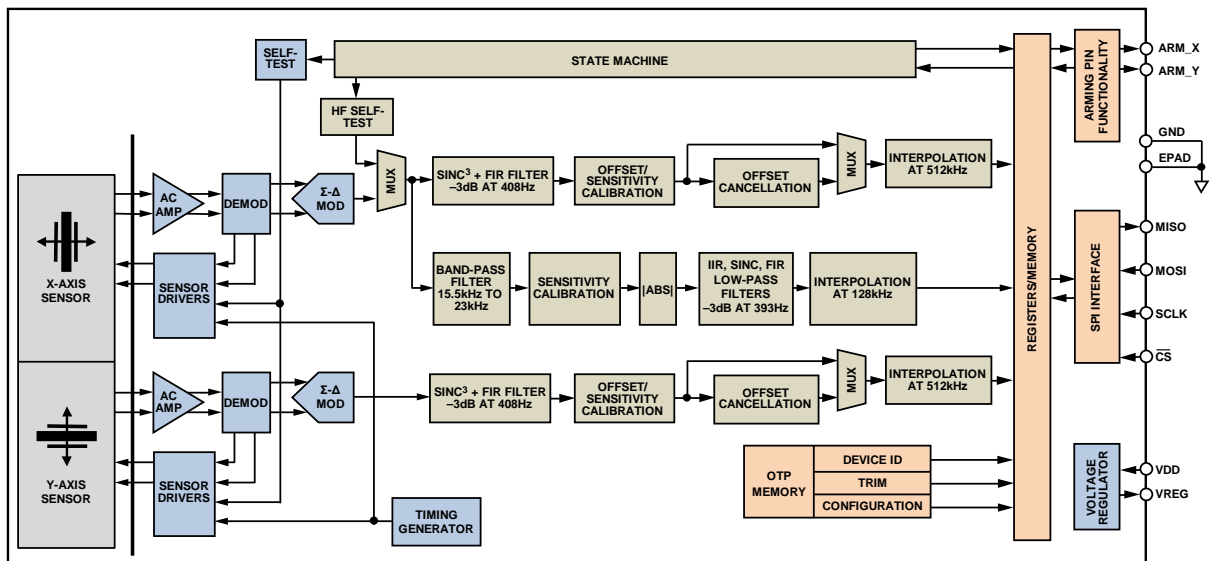 SELF-
TEST
STATE MACHINE
HF SELF-
TEST
ARMING PIN
FUNCTIONALITY
ARM_X
ARM_Y
GND
EPAD
X-AXIS
SENSOR
AC
AMP
DEMOD
Σ-Δ
MOD
MUX
SINC³ + FIR FILTER
–3dB AT 408Hz
OFFSET/
SENSITIVITY
CALIBRATION
OFFSET
CANCELLATION
MUX
INTERPOLATION
AT 512kHz
REGISTERS/MEMORY
SENSOR
DRIVERS
BAND-PASS
FILTER
15.5kHz TO
23kHz
SENSITIVITY
CALIBRATION
|ABS|
IIR, SINC, FIR
LOW-PASS
FILTERS
–3dB AT 393Hz
INTERPOLATION
AT 128kHz
SPI INTERFACE
MISO
MOSI
SCLK
CS
Y-AXIS
SENSOR
AC
AMP
DEMOD
Σ-Δ
MOD
SINC³ + FIR FILTER
–3dB AT 408Hz
OFFSET/
SENSITIVITY
CALIBRATION
OFFSET
CANCELLATION
MUX
INTERPOLATION
AT 512kHz
SENSOR
DRIVERS
TIMING
GENERATOR
OTP
MEMORY
DEVICE ID
TRIM
CONFIGURATION
VOLTAGE
REGULATOR
VDD
VREG